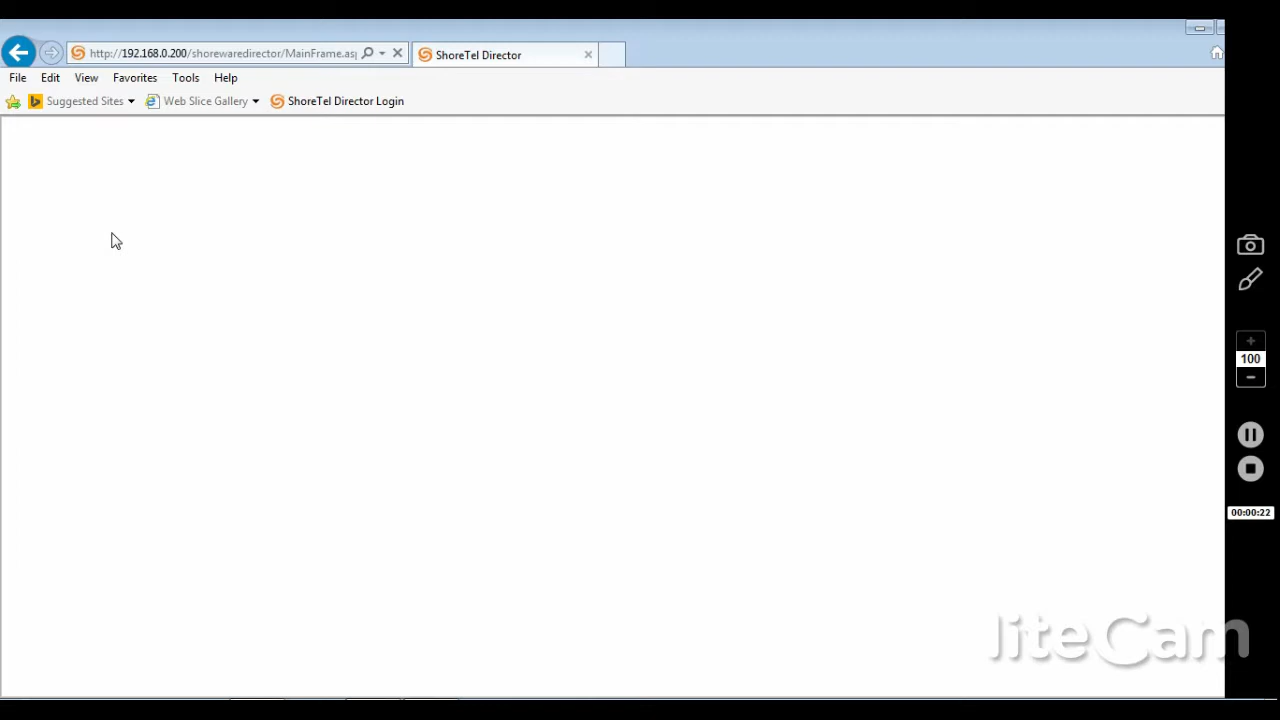 http://192.168.0.200/shorewaredirector/MainFrame.asp
ShoreTel Director
File Edit View Favorites Tools Help
Suggested Sites Web Slice Gallery ShoreTel Director Login
100
00:00:22
liteCam